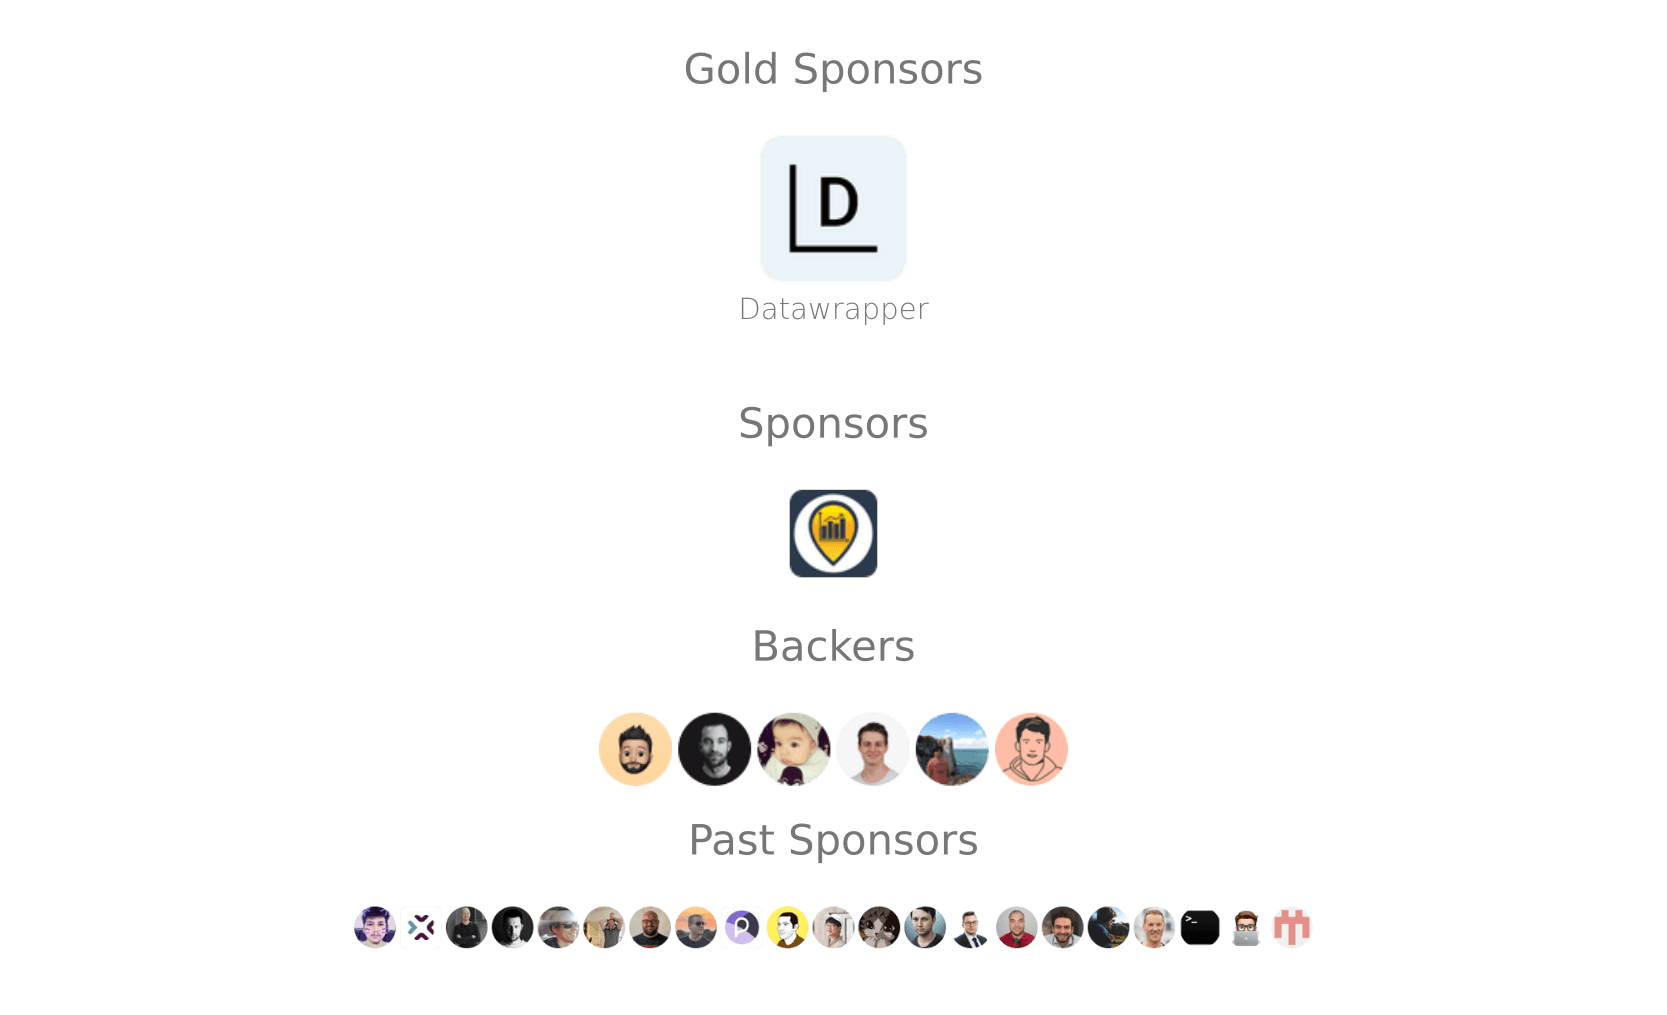 Gold Sponsors
D
Datawrapper
Sponsors
Backers
Past Sponsors
>_